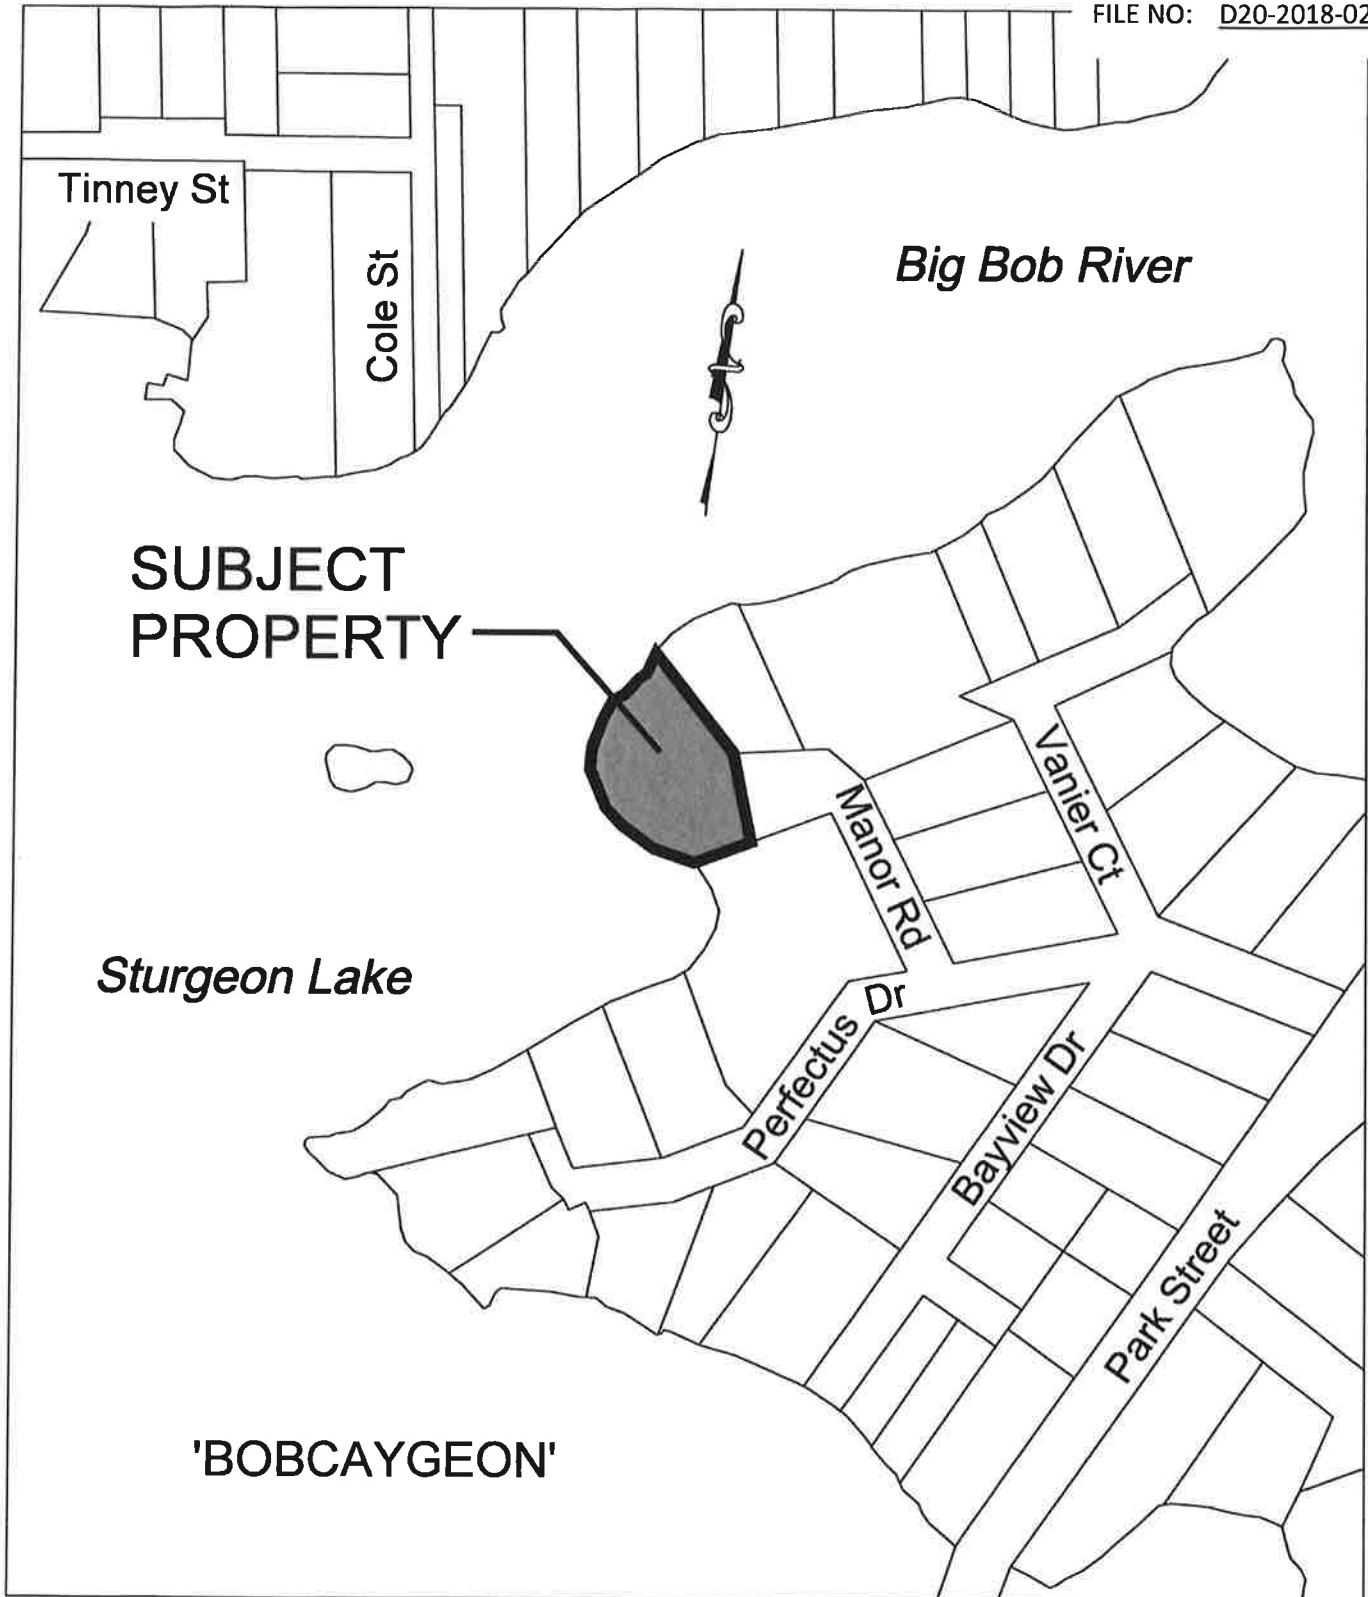 FILE NO: D20-2018-02
Tinney St
Cole St
Big Bob River
SUBJECT
PROPERTY
Vanier Ct
Manor Rd
Sturgeon Lake
Perfectus Dr
Bayview Dr
Park Street
'BOBCAYGEON'